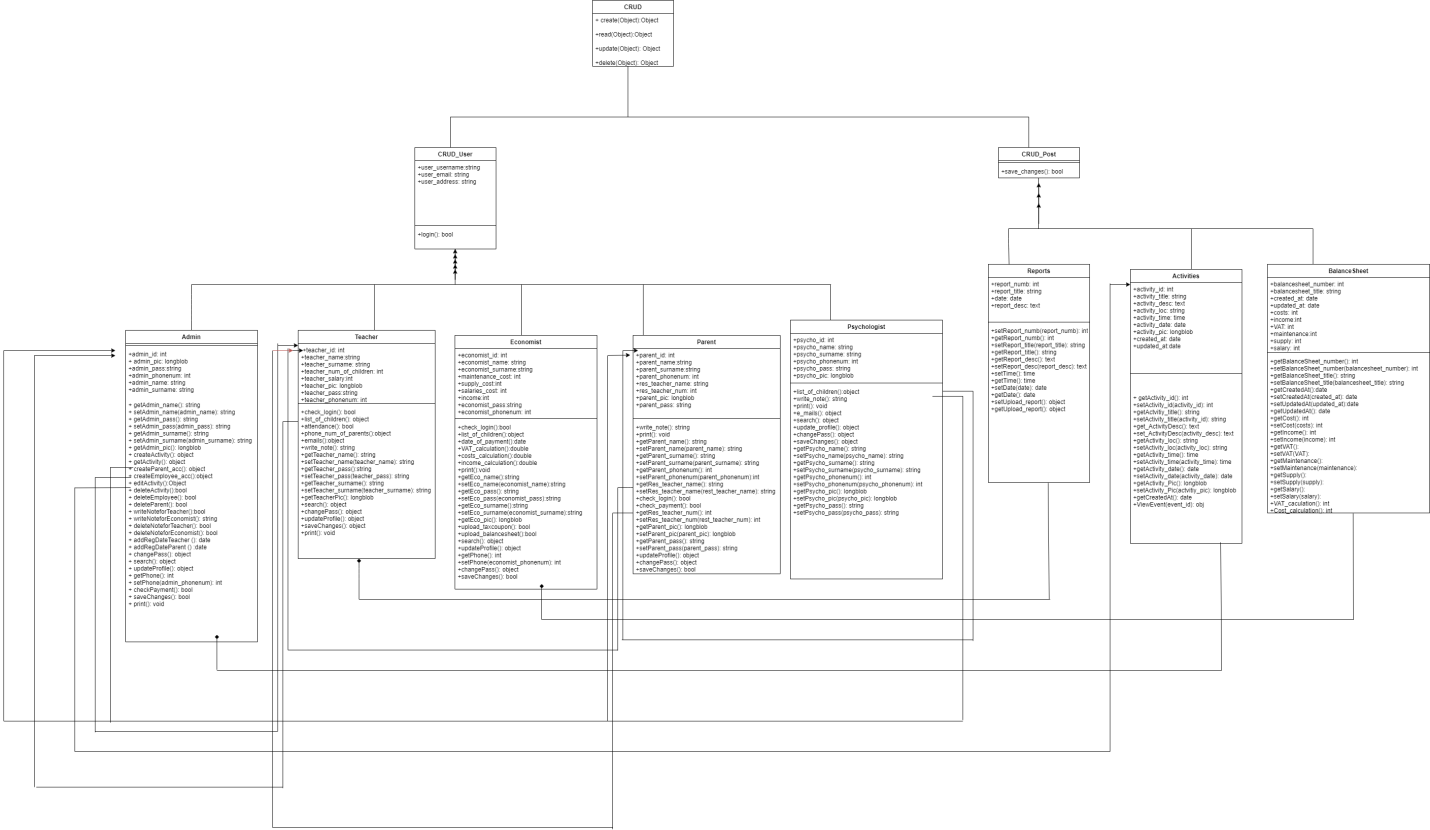 CRUD
+ create(Object):Object
+read(Object):Object
+update(Object): Object
+delete(Object): Object
CRUD_User
+user_username:string
+user_email: string
+user_address: string
+login(): bool
CRUD_Post
+save_changes(): bool
Admin
+admin_id: int
+ admin_pic: longblob
+ admin_pass:string
+ admin_phonenum: int
+ admin_name: string
+ admin_surname: string
+ getAdmin_name(): string
+ setAdmin_name(admin_name): string
+ getAdmin_pass(): string
+ setAdmin_pass(admin_pass): string
+ getAdmin_surname(): string
+ setAdmin_surname(admin_surname): string
+ getAdmin_pic(): longblob
+ createActivity(): object
+ getActivity(): object
+ createParent_acc(): object
+ createEmployee_acc():object
+ editActivity(): Object
+ deleteActivity():bool
+ deleteEmployee(): bool
+ deleteParent(): bool
+ writeNoteforTeacher():bool
+ writeNoteforEconomist(): string
+ deleteNoteforTeacher(): bool
+ deleteNoteforEconomist(): bool
+ addRegDateTeacher (): date
+ addRegDateParent (): date
+ changePass(): object
+ search(): object
+ updateProfile(): object
+ getPhone(): int
+ setPhone(admin_phonenum): int
+ checkPayment(): bool
+ saveChanges(): bool
+ print(): void
Teacher
+teacher_id: int
+teacher_name:string
+teacher_surname: string
+teacher_num_of_children: int
+teacher_salary:int
+teacher_pic: longblob
+teacher_pass:string
+teacher_phonenum: int
+check_login(): bool
+list_of_children(): object
+attendance(): bool
+phone_num_of_parents():object
+emails():object
+write_note(): string
+getTeacher_name(): string
+setTeacher_name(teacher_name): string
+getTeacher_pass():string
+setTeacher_pass(teacher_pass): string
+getTeacher_surname(): string
+setTeacher_surname(teacher_surname): string
+getTeacherPic(): longblob
+search(): object
+changePass(): object
+updateProfile(): object
+saveChanges(): object
+print(): void
Economist
+economist_id: int
+economist_name: string
+economist_surname:string
+maintenance_cost: int
+supply_cost:int
+salaries_cost: int
+income:int
+economist_pass:string
+economist_phonenum: int
+check_login():bool
+list_of_children():object
+date_of_payment():date
+VAT_calculation():double
+costs_calculation():double
+income_calculation():double
+print():void
+getEco_name():string
+setEco_name(economist_name):string
+getEco_pass(): string
+setEco_pass(economist_pass):string
+getEco_surname():string
+setEco_surname(economist_surname):string
+getEco_pic(): longblob
+upload_taxcoupon(): bool
+upload_balancesheet():bool
+search(): object
+updateProfile(): object
+getPhone(): int
+setPhone(economist_phonenum): int
+changePass(): object
+saveChanges(): bool
Parent
+parent_id: int
+parent_name:string
+parent_surname:string
+parent_phonenum: int
+res_teacher_name: string
+res_teacher_num: int
+parent_pic: longblob
+parent_pass: string
+write_note(): string
+print(): void
+getParent_name(): string
+setParent_name(parent_name): string
+getParent_surname(): string
+setParent_surname(parent_surname): string
+getParent_phonenum(): int
+setParent_phonenum(parent_phonenum):int
+getRes_teacher_name(): string
+setRes_teacher_name(rest_teacher_name): string
+check_login(): bool
+check_payment(): bool
+getRes_teacher_num(): int
+setRes_teacher_num(rest_teacher_num): int
+getParent_pic(): longblob
+setParent_pic(parent_pic): longblob
+getParent_pass(): string
+setParent_pass(parent_pass): string
+updateProfile(): object
+changePass(): object
+saveChanges(): bool
Psychologist
+psycho_id: int
+psycho_name: string
+psycho_surname: string
+psycho_phonenum: int
+psycho_pass: string
+psycho_pic: longblob
+list_of_children():object
+write_note(): string
+print(): void
+e_mails(): object
+search(): object
+update_profile(): object
+changePass(): object
+saveChanges(): object
+getPsycho_name(): string
+setPsycho_name(psycho_name): string
+getPsycho_surname(): string
+setPsycho_surname(psycho_surname): string
+getPsycho_phonenum(): int
+setPsycho_phonenum(psycho_phonenum): int
+getPsycho_pic(): longblob
+setPsycho_pic(psycho_pic): longblob
+getPsycho_pass(): string
+setPsycho_pass(psycho_pass): string
Reports
+report_numb: int
+report_title: string
+date: date
+report_desc: text
+setReport_numb(report_numb): int
+getReport_numb(): int
+setReport_title(report_title): string
+getReport_title(): string
+getReport_desc(): text
+setReport_desc(report_desc): text
+setTime(): time
+getTime(): time
+setDate(date): date
+getDate(): date
+setUpload_report(): object
+getUpload_report(): object
Activities
+activity_id: int
+activity_title: string
+activity_desc: text
+activity_loc: string
+activity_time: time
+activity_date: date
+activity_pic: longblob
+created_at: date
+updated_at:date
+ getActivity_id(): int
+setActivity_id(activity_id): int
+getActivity_title(): string
+setActivity_title(activity_id): string
+get_ActivityDesc(): text
+set_ActivityDesc(activity_desc): text
+getActivity_loc(): string
+setActivity_loc(activity_loc): string
+getActivity_time(): time
+setActivity_time(activity_time): time
+getActivity_date(): date
+setActivity_date(activity_date): date
+getActivity_Pic(): longblob
+setActivity_Pic(activity_pic): longblob
+getCreatedAt(): date
+ViewEvent(event_id): obj
BalanceSheet
+balancesheet_number: int
+balancesheet_title: string
+created_at: date
+updated_at: date
+costs: int
+income:int
+VAT: int
+maintenance:int
+supply: int
+salary: int
+getBalanceSheet_number(): int
+setBalanceSheet_number(balancesheet_number): int
+getBalanceSheet_title(): string
+setBalanceSheet_title(balancesheet_title): string
+getCreatedAt():date
+setCreatedAt(created_at): date
+setUpdatedAt(updated_at):date
+getUpdatedAt(): date
+getCost(): int
+setCost(costs): int
+getIncome(): int
+setIncome(income): int
+getVAT():
+setVAT(VAT):
+getMaintenance():
+setMaintenance(maintenance):
+getSupply():
+setSupply(supply):
+getSalary():
+setSalary(salary):
+VAT_caculation(): int
+Cost_calculation(): int